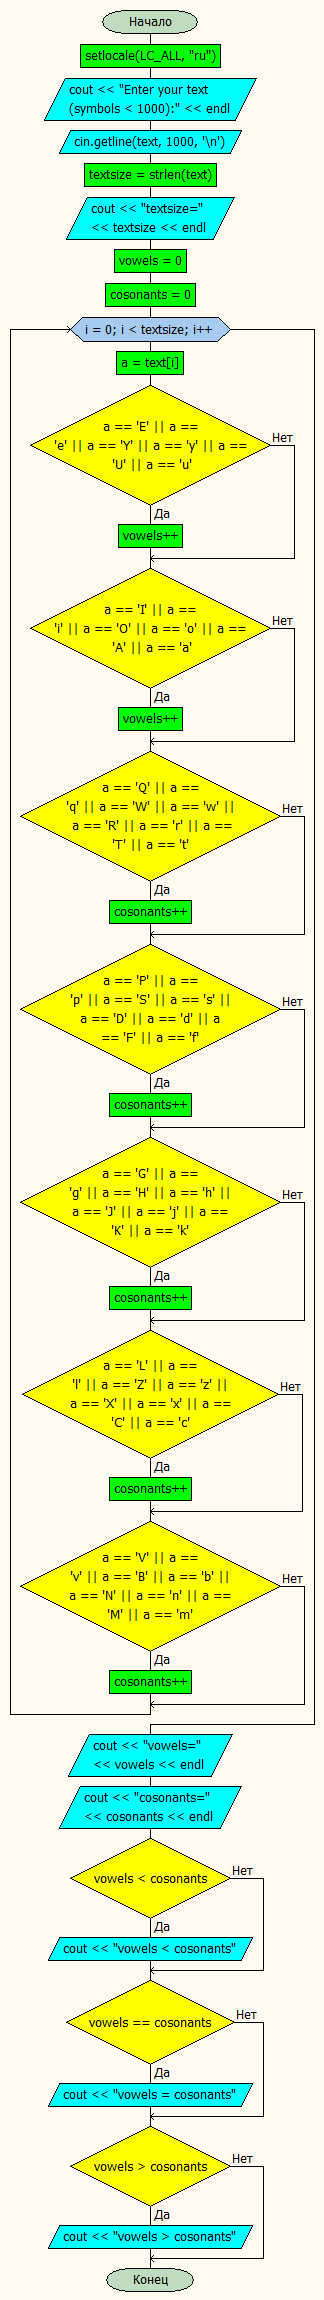 Начало
setlocale(LC_ALL, "ru")
cout << "Enter your text
(symbols < 1000):" << endl
cin.getline(text, 1000, '\n')
textsize = strlen(text)
cout << "textsize="
<< textsize << endl
vowels = 0
cosonants = 0
i = 0; i < textsize; i++
a = text[i]
a == 'E' || a ==
'e' || a == 'Y' || a == 'y' || a ==
'U' || a == 'u'
Нет
Да
vowels++
a == 'I' || a ==
'i' || a == 'O' || a == 'o' || a ==
'A' || a == 'a'
Нет
Да
vowels++
a == 'Q' || a ==
'q' || a == 'W' || a == 'w' ||
a == 'R' || a == 'r' || a ==
'T' || a == 't'
Нет
Да
cosonants++
a == 'P' || a ==
'p' || a == 'S' || a == 's' ||
a == 'D' || a == 'd' || a
== 'F' || a == 'f'
Нет
Да
cosonants++
a == 'G' || a ==
'g' || a == 'H' || a == 'h' ||
a == 'J' || a == 'j' || a ==
'K' || a == 'k'
Нет
Да
cosonants++
a == 'L' || a ==
'l' || a == 'Z' || a == 'z' ||
a == 'X' || a == 'x' || a ==
'C' || a == 'c'
Нет
Да
cosonants++
a == 'V' || a ==
'v' || a == 'B' || a == 'b' ||
a == 'N' || a == 'n' || a ==
'M' || a == 'm'
Нет
Да
cosonants++
cout << "vowels="
<< vowels << endl
cout << "cosonants="
<< cosonants << endl
vowels < cosonants
Нет
Да
cout << "vowels < cosonants"
vowels == cosonants
Нет
Да
cout << "vowels = cosonants"
vowels > cosonants
Нет
Да
cout << "vowels > cosonants"
Конец